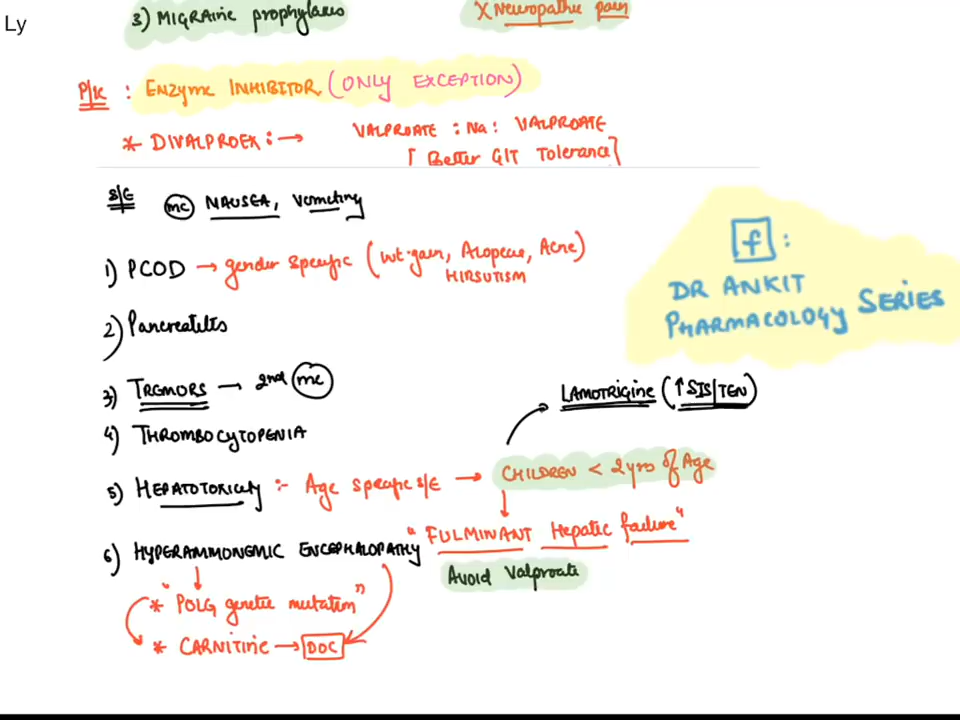 Ly
3) MIGRAINE prophylaxis
X Neuropathic pain
P/K : ENZYME INHIBITOR (ONLY EXCEPTION)
* DIVALPROEX :→ VALPROATE : Na : VALPROATE
[Better GIT Tolerance]
S/E (mc) NAUSEA, Vomiting
1) PCOD → gender specific (wt. gain, Alopecia, Acne)
HIRSUTISM
f :
DR ANKIT
PHARMACOLOGY SERIES
2) Pancreatitis
3) TREMORS → 2nd mc
LAMOTRIGINE (↑ SJS/TEN)
4) THROMBOCYTOPENIA
5) HEPATOTOXICITY :- Age specific S/E → CHILDREN < 2 yrs of Age
"FULMINANT Hepatic failure"
6) HYPERAMMONEMIC ENCEPHALOPATHY
Avoid Valproate
* "POLG genetic mutation"
* CARNITINE → DOC